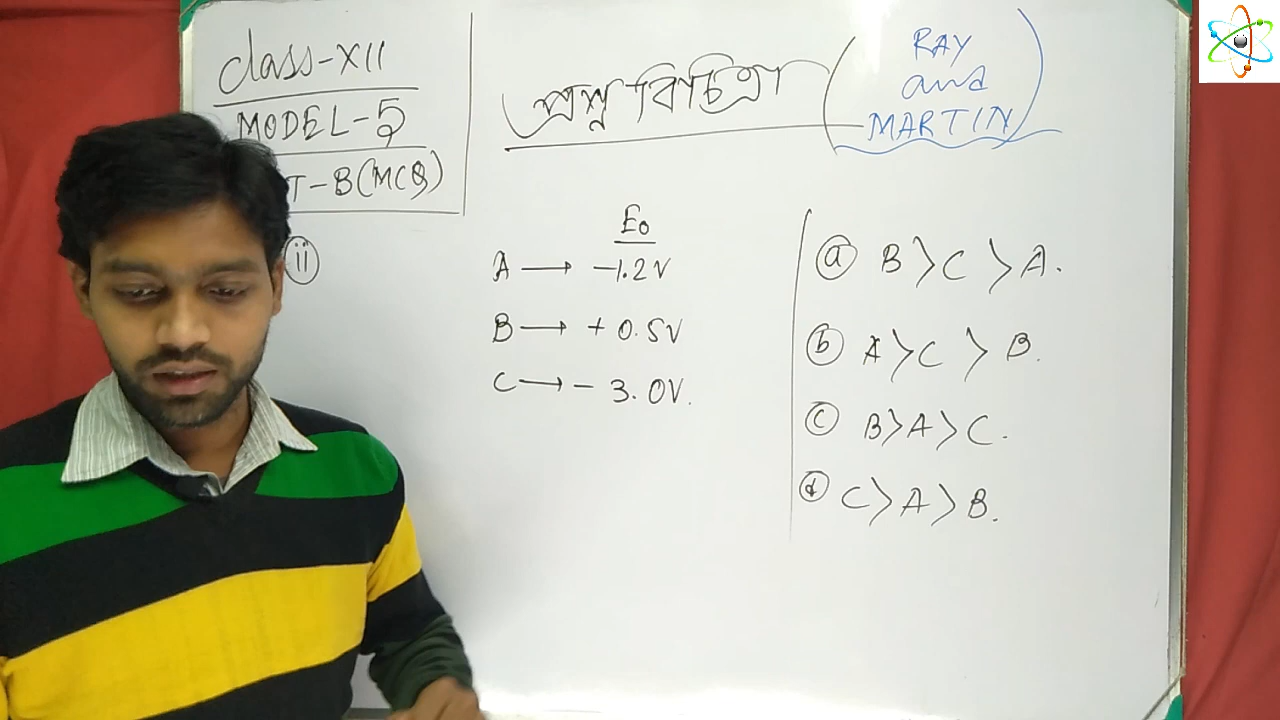 Class-XII
MODEL-5
T-B(MCQ)
প্রশ্ন বিচিত্রা
(RAY
and
MARTIN)
(ii)
E₀
A → -1.2V
B → + 0.5V
C → - 3.0V.
(a) B > C > A.
(b) A > C > B.
(c) B > A > C.
(d) C > A > B.